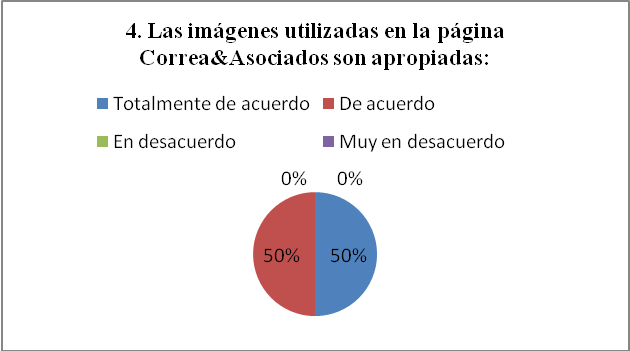 4. Las imágenes utilizadas en la página
Correa&Asociados son apropiadas:
Totalmente de acuerdo De acuerdo
En desacuerdo Muy en desacuerdo
0% 0%
50% 50%